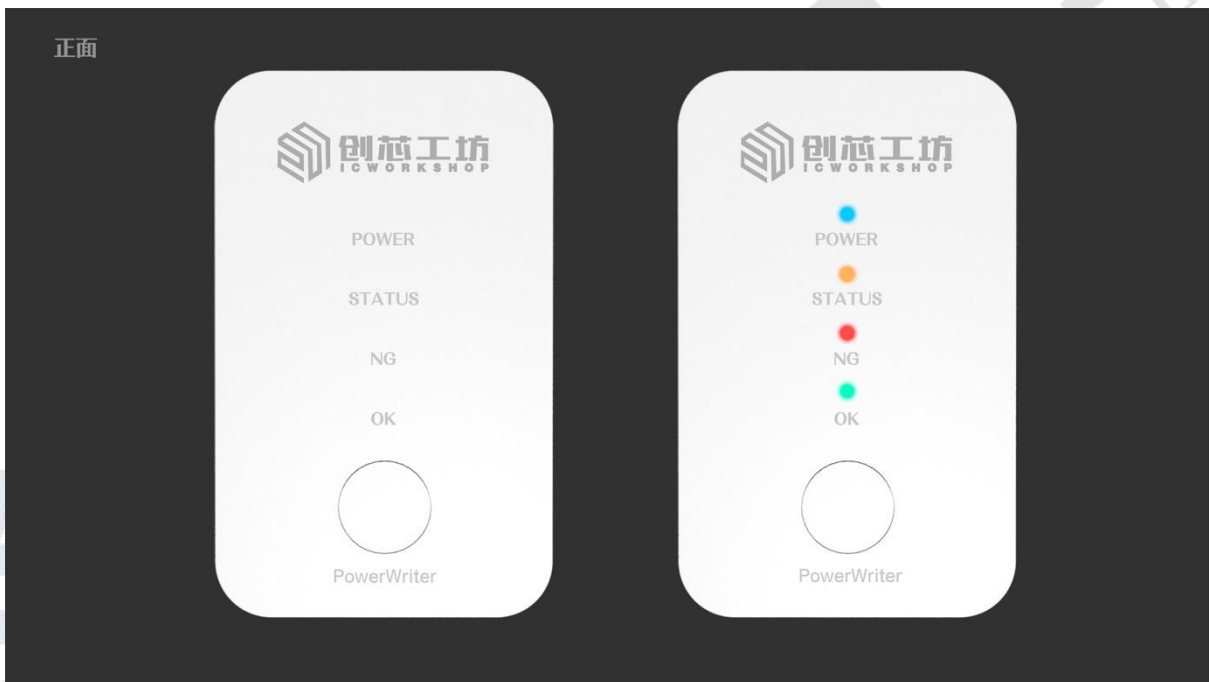 正面
创芯工坊
ICWORKSHOP
POWER
STATUS
NG
OK
PowerWriter
创芯工坊
ICWORKSHOP
POWER
STATUS
NG
OK
PowerWriter